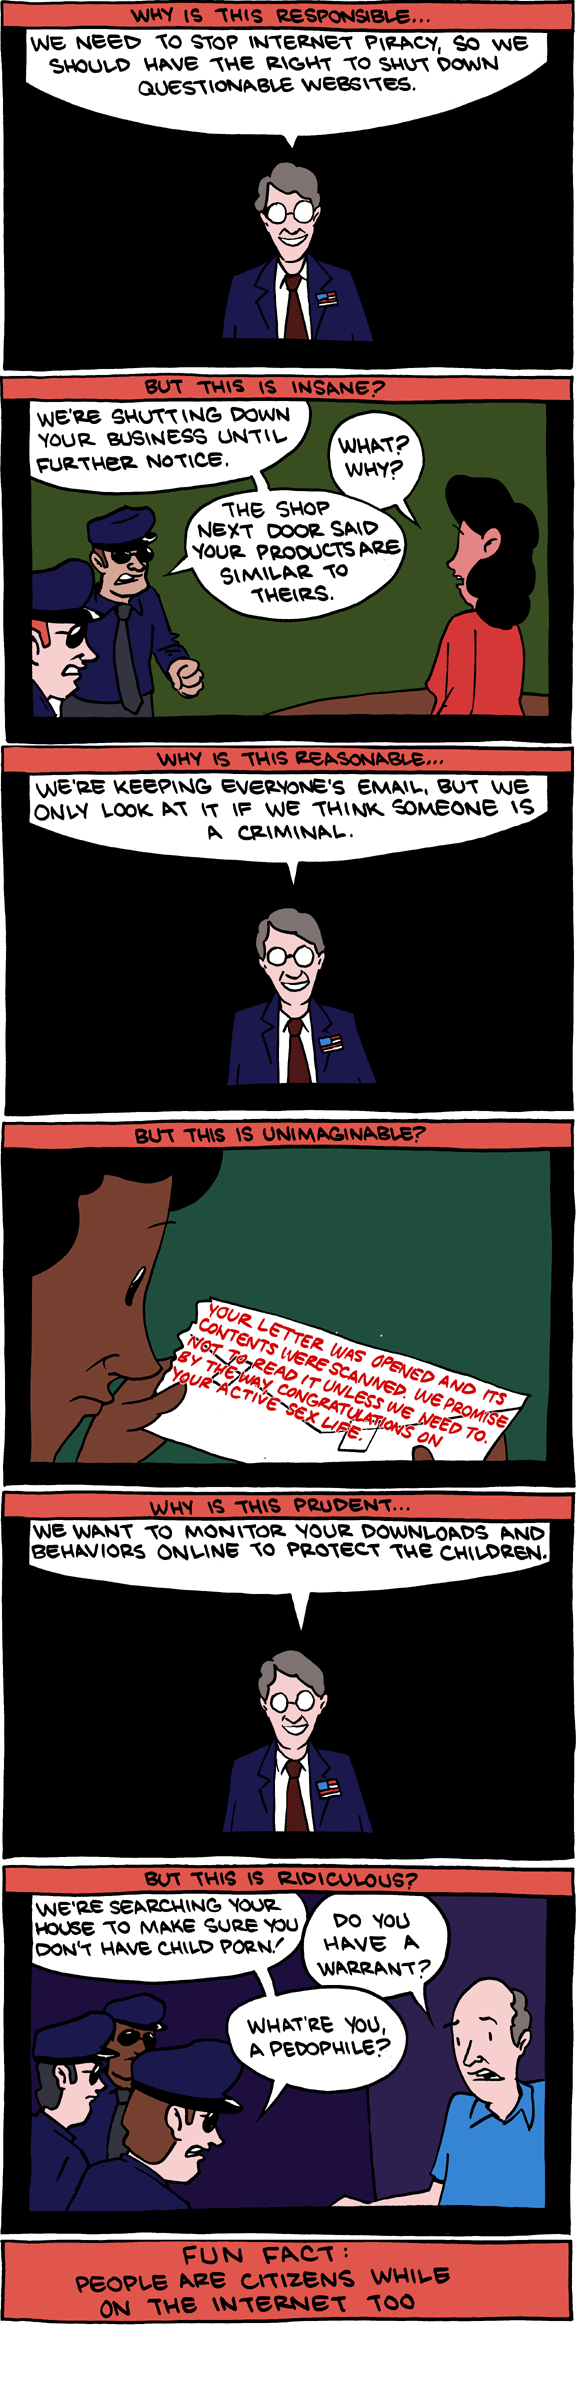 WHY IS THIS RESPONSIBLE...
WE NEED TO STOP INTERNET PIRACY, SO WE
SHOULD HAVE THE RIGHT TO SHUT DOWN
QUESTIONABLE WEBSITES.
BUT THIS IS INSANE?
WE'RE SHUTTING DOWN
YOUR BUSINESS UNTIL
FURTHER NOTICE.
WHAT?
WHY?
THE SHOP
NEXT DOOR SAID
YOUR PRODUCTS ARE
SIMILAR TO
THEIRS.
WHY IS THIS REASONABLE...
WE'RE KEEPING EVERYONE'S EMAIL, BUT WE
ONLY LOOK AT IT IF WE THINK SOMEONE IS
A CRIMINAL.
BUT THIS IS UNIMAGINABLE?
YOUR LETTER WAS OPENED AND ITS
CONTENTS WERE SCANNED. WE PROMISE
NOT TO READ IT UNLESS WE NEED TO.
BY THE WAY, CONGRATULATIONS ON
YOUR ACTIVE SEX LIFE.
WHY IS THIS PRUDENT...
WE WANT TO MONITOR YOUR DOWNLOADS AND
BEHAVIORS ONLINE TO PROTECT THE CHILDREN.
BUT THIS IS RIDICULOUS?
WE'RE SEARCHING YOUR
HOUSE TO MAKE SURE YOU
DON'T HAVE CHILD PORN!
DO YOU
HAVE A
WARRANT?
WHAT'RE YOU,
A PEDOPHILE?
FUN FACT:
PEOPLE ARE CITIZENS WHILE
ON THE INTERNET TOO